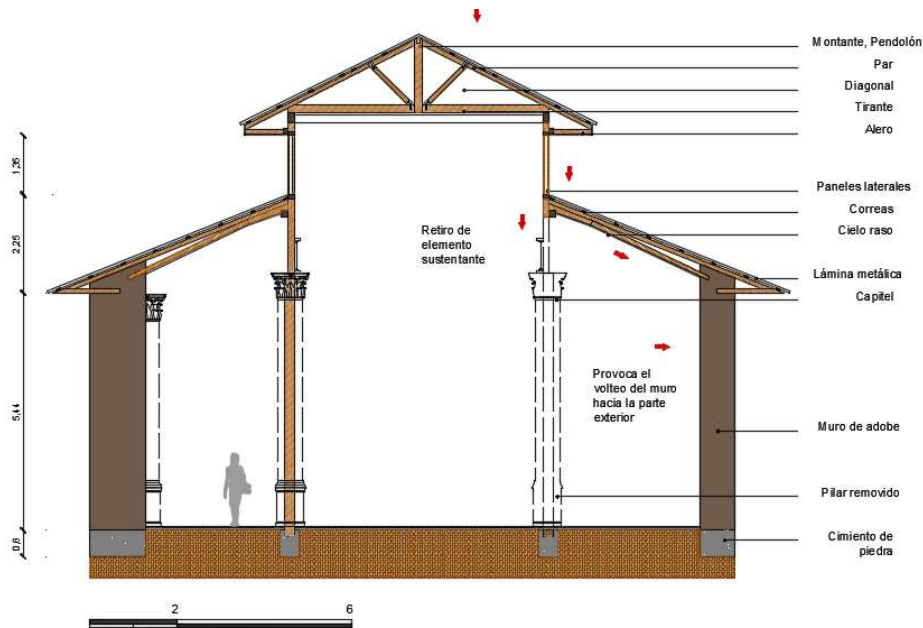 Montante, Pendolón
Par
Diagonal
Tirante
Alero
1,35
Paneles laterales
Correas
Retiro de
elemento
sustentante
Cielo raso
2,25
Lámina metálica
Capitel
Provoca el
volteo del muro
hacia la parte
exterior
5,44
Muro de adobe
Pilar removido
0,6
Cimiento de
piedra
2
6